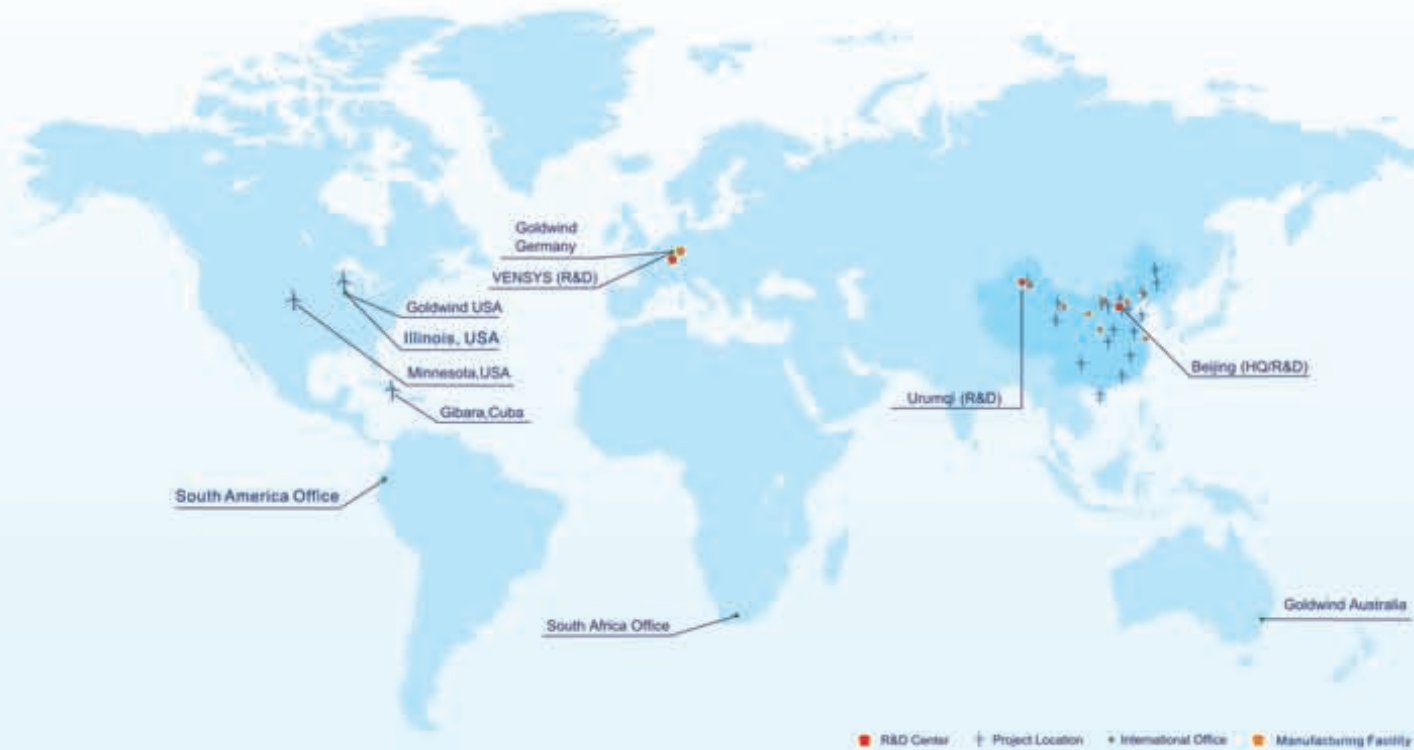 Goldwind
Germany
VENSYS (R&D)
Goldwind USA
Illinois, USA
Minnesota,USA
Gibara,Cuba
South America Office
South Africa Office
Urumqi (R&D)
Beijing (HQ/R&D)
Goldwind Australia
R&D Center
Project Location
International Office
Manufacturing Facility